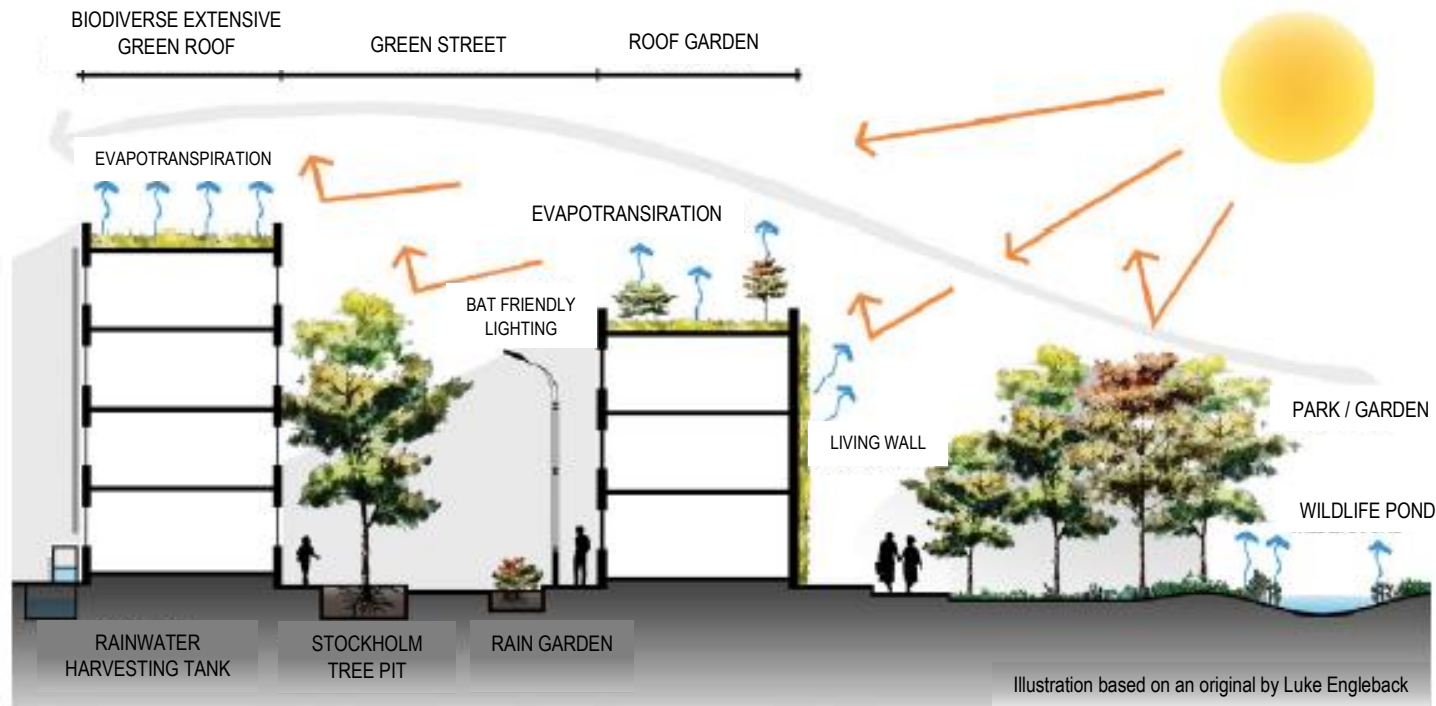 BIODIVERSE EXTENSIVE
GREEN ROOF
GREEN STREET
ROOF GARDEN
EVAPOTRANSPIRATION
EVAPOTRANSIRATION
BAT FRIENDLY
LIGHTING
PARK / GARDEN
LIVING WALL
WILDLIFE POND
RAINWATER
HARVESTING TANK
STOCKHOLM
TREE PIT
RAIN GARDEN
Illustration based on an original by Luke Engleback